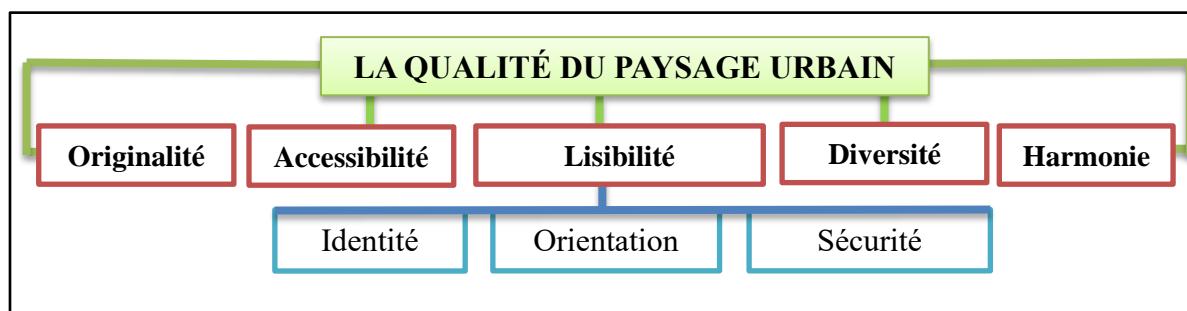 LA QUALITÉ DU PAYSAGE URBAIN
Originalité
Accessibilité
Lisibilité
Diversité
Harmonie
Identité
Orientation
Sécurité